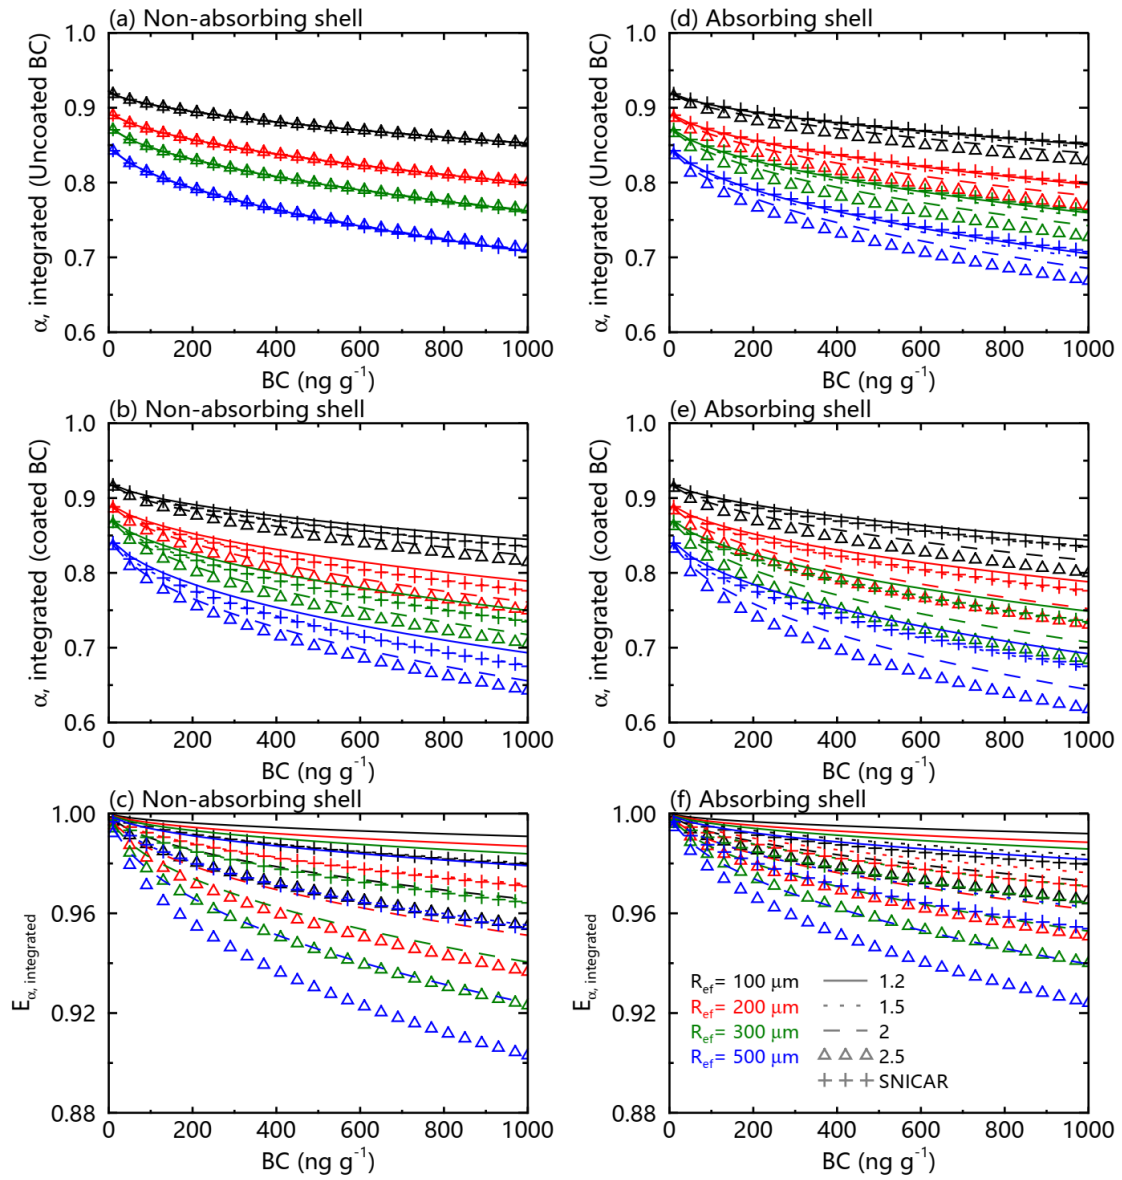 (a) Non-absorbing shell
α, integrated (Uncoated BC)
1.0
0.9
0.8
0.7
0.6
0 200 400 600 800 1000
BC (ng g⁻¹)
(d) Absorbing shell
α, integrated (Uncoated BC)
1.0
0.9
0.8
0.7
0.6
0 200 400 600 800 1000
BC (ng g⁻¹)
(b) Non-absorbing shell
α, integrated (coated BC)
1.0
0.9
0.8
0.7
0.6
0 200 400 600 800 1000
BC (ng g⁻¹)
(e) Absorbing shell
α, integrated (coated BC)
1.0
0.9
0.8
0.7
0.6
0 200 400 600 800 1000
BC (ng g⁻¹)
(c) Non-absorbing shell
Eα, integrated
1.00
0.96
0.92
0.88
0 200 400 600 800 1000
BC (ng g⁻¹)
(f) Absorbing shell
Eα, integrated
1.00
0.96
0.92
0.88
Ref= 100 μm 1.2
Ref= 200 μm 1.5
Ref= 300 μm 2
Ref= 500 μm 2.5
SNICAR
0 200 400 600 800 1000
BC (ng g⁻¹)